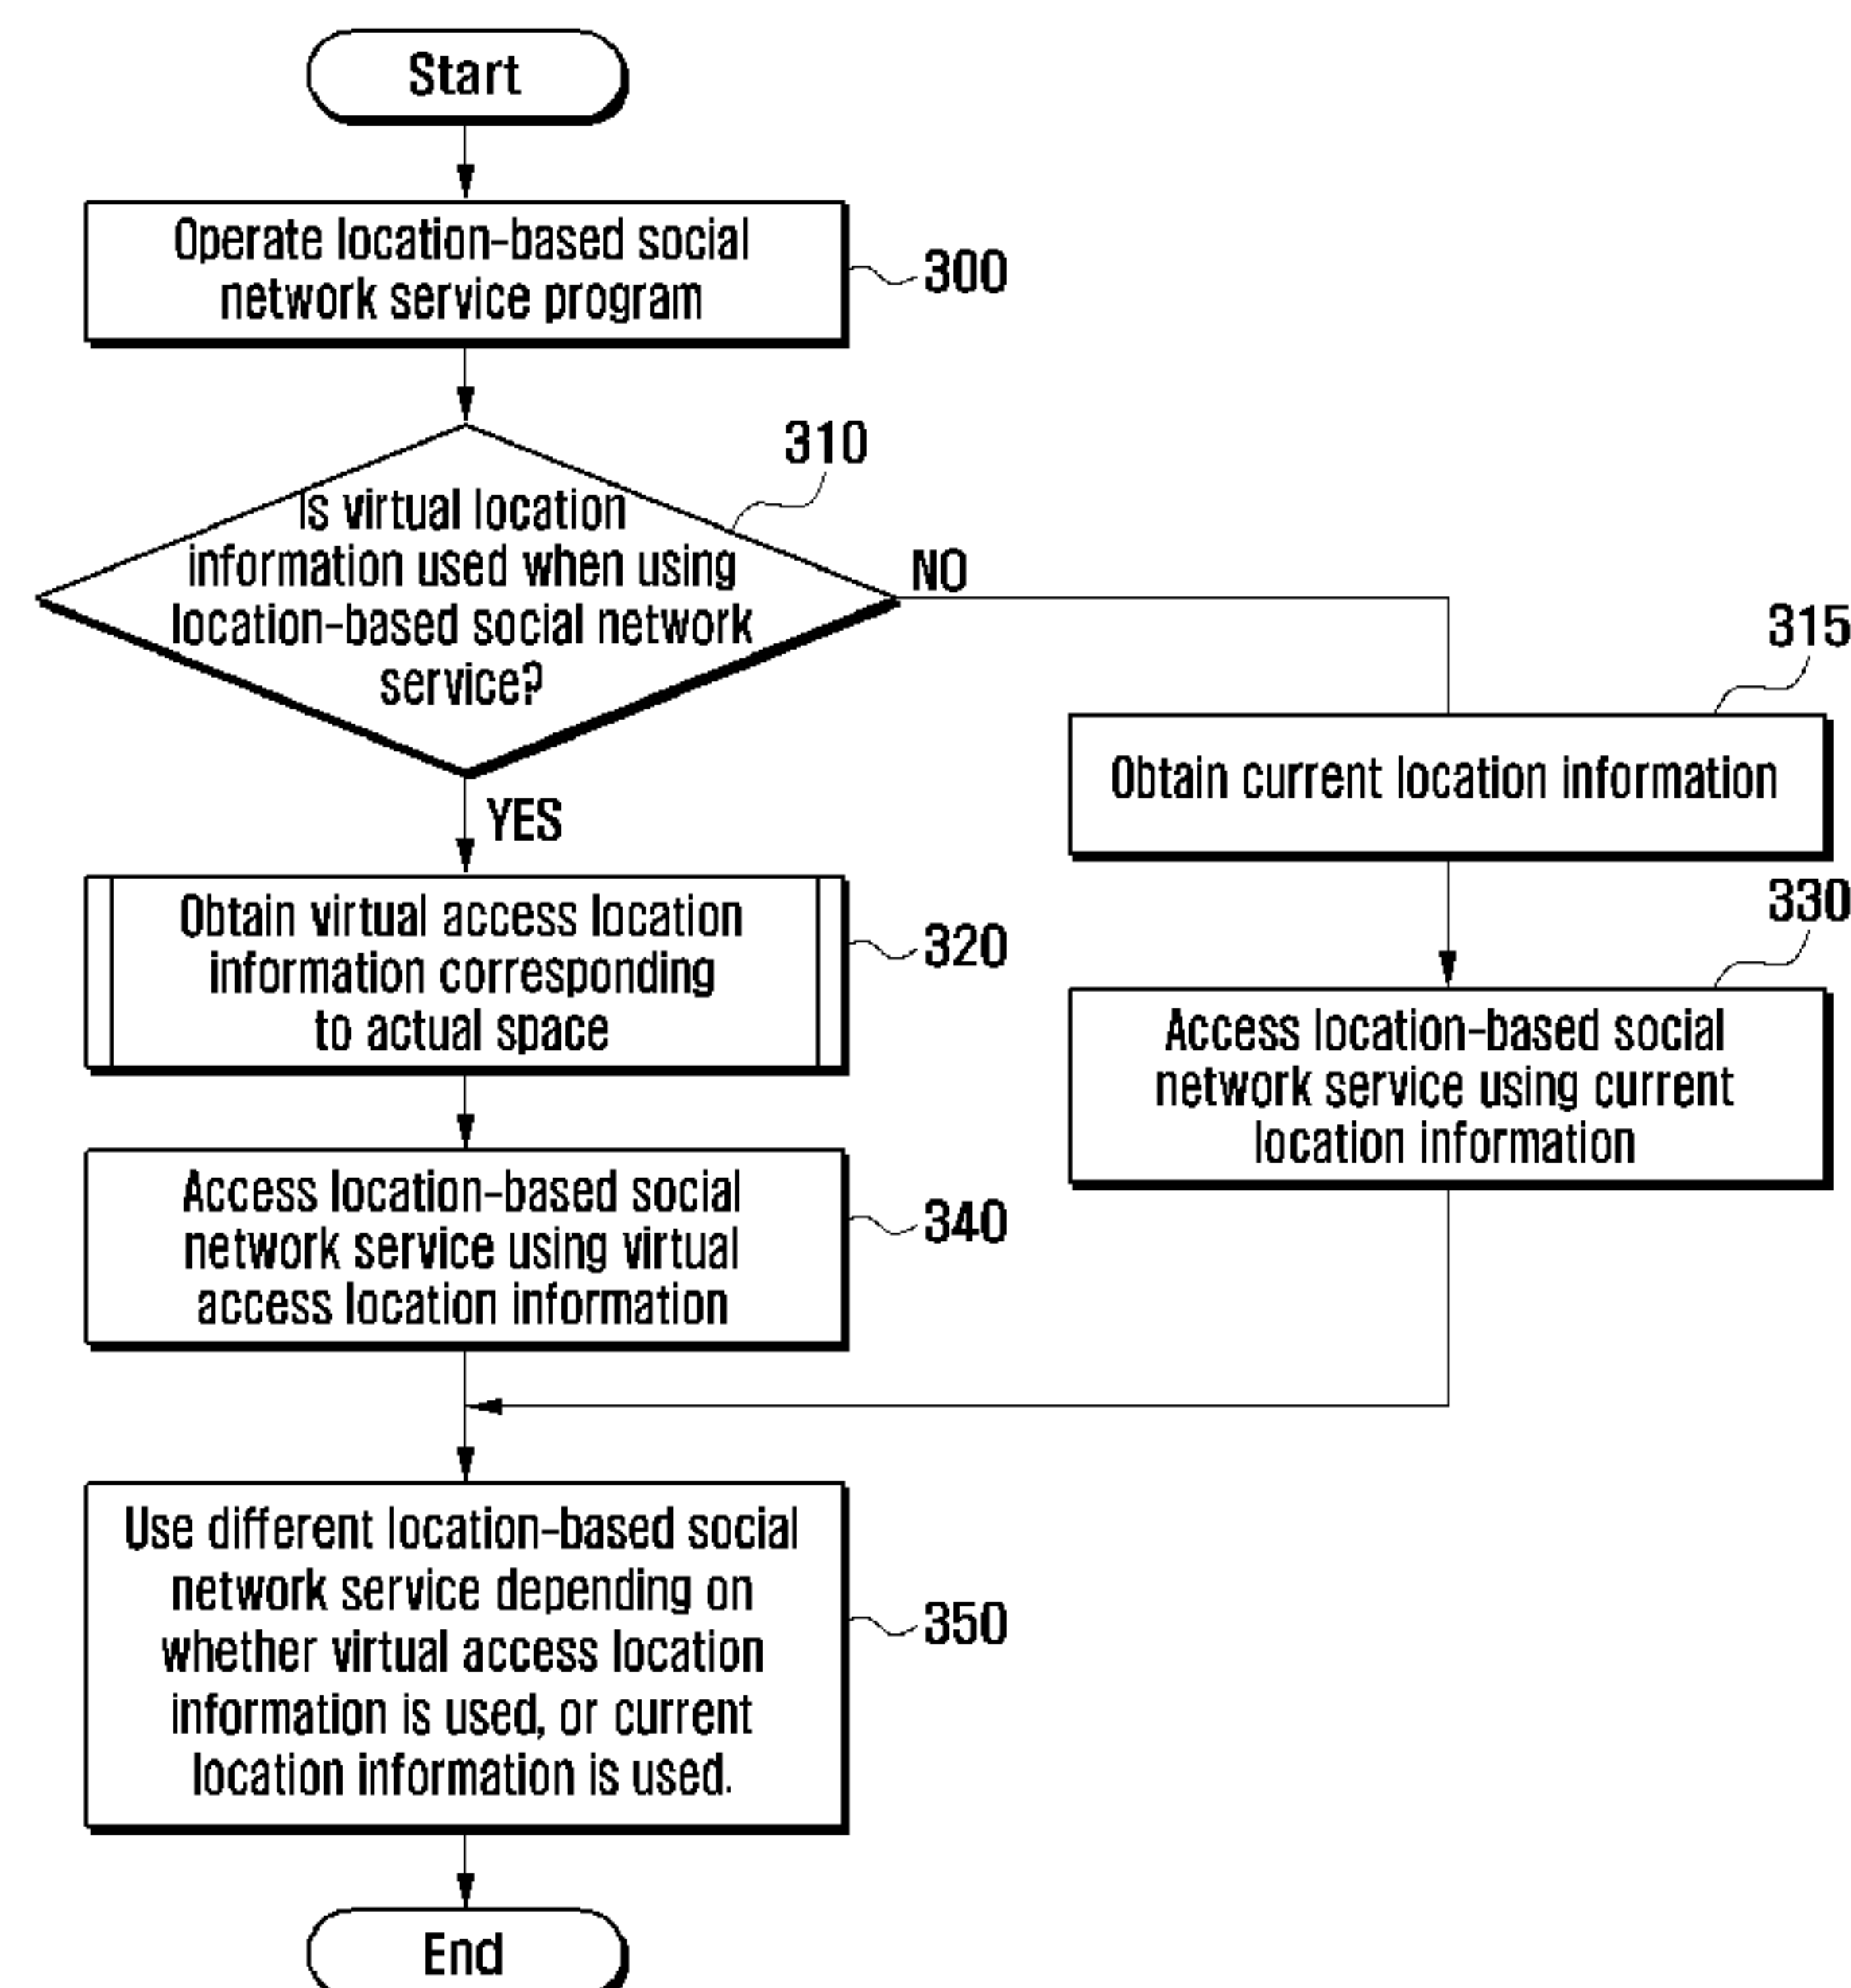 Start
Operate location-based social
network service program
300
310
Is virtual location
information used when using
location-based social network
service?
NO
YES
315
Obtain current location information
Obtain virtual access location
information corresponding
to actual space
320
330
Access location-based social
network service using current
location information
Access location-based social
network service using virtual
access location information
340
Use different location-based social
network service depending on
whether virtual access location
information is used, or current
location information is used.
350
End